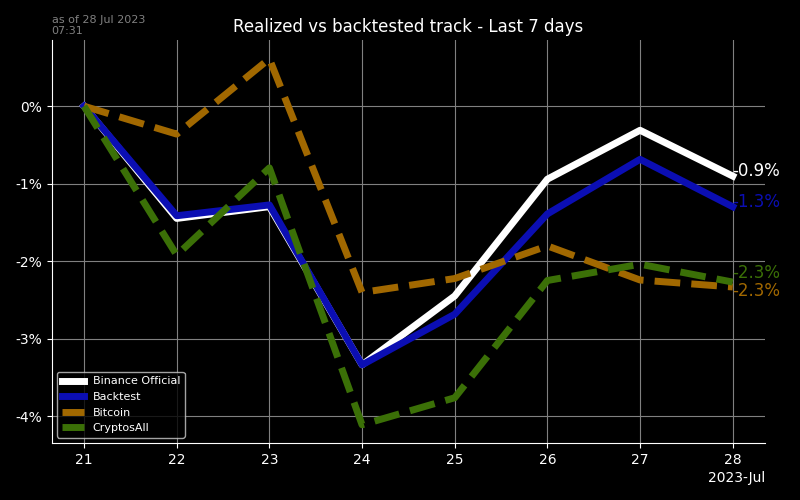 as of 28 Jul 2023
07:31
Realized vs backtested track - Last 7 days
0%
-1%
-2%
-3%
-4%
-0.9%
-1.3%
-2.3%
-2.3%
Binance Official
Backtest
Bitcoin
CryptosAll
21 22 23 24 25 26 27 28
2023-Jul